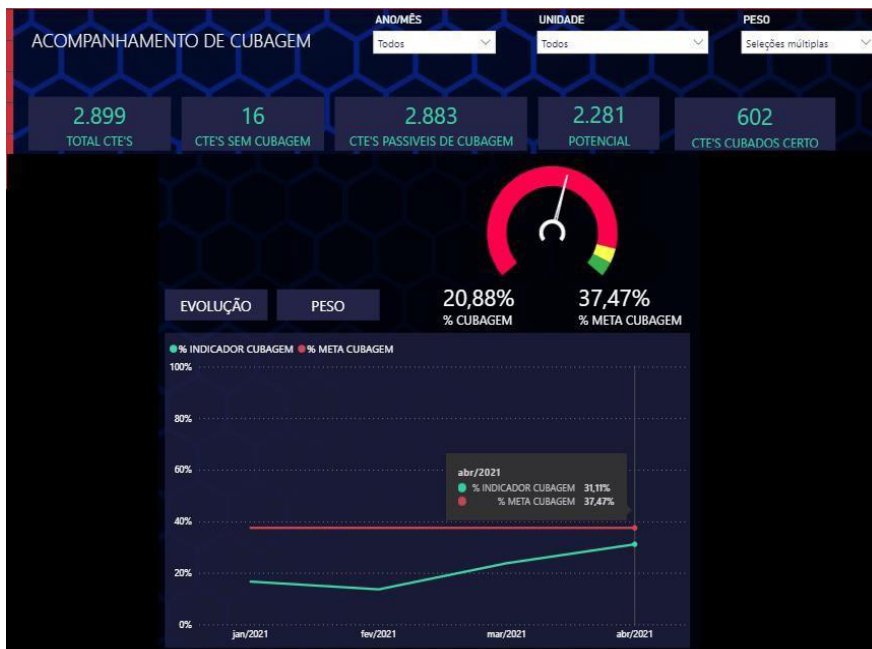 ANO/MÊS UNIDADE PESO
ACOMPANHAMENTO DE CUBAGEM
Todos Todos Seleções múltiplas
2.899 16 2.883 2.281 602
TOTAL CTE'S CTE'S SEM CUBAGEM CTE'S PASSIVEIS DE CUBAGEM POTENCIAL CTE'S CUBADOS CERTO
EVOLUÇÃO PESO
20,88% 37,47%
% CUBAGEM % META CUBAGEM
% INDICADOR CUBAGEM % META CUBAGEM
100%
80%
60%
abr/2021
% INDICADOR CUBAGEM 31,11%
% META CUBAGEM 37,47%
40%
20%
0%
jan/2021 fev/2021 mar/2021 abr/2021